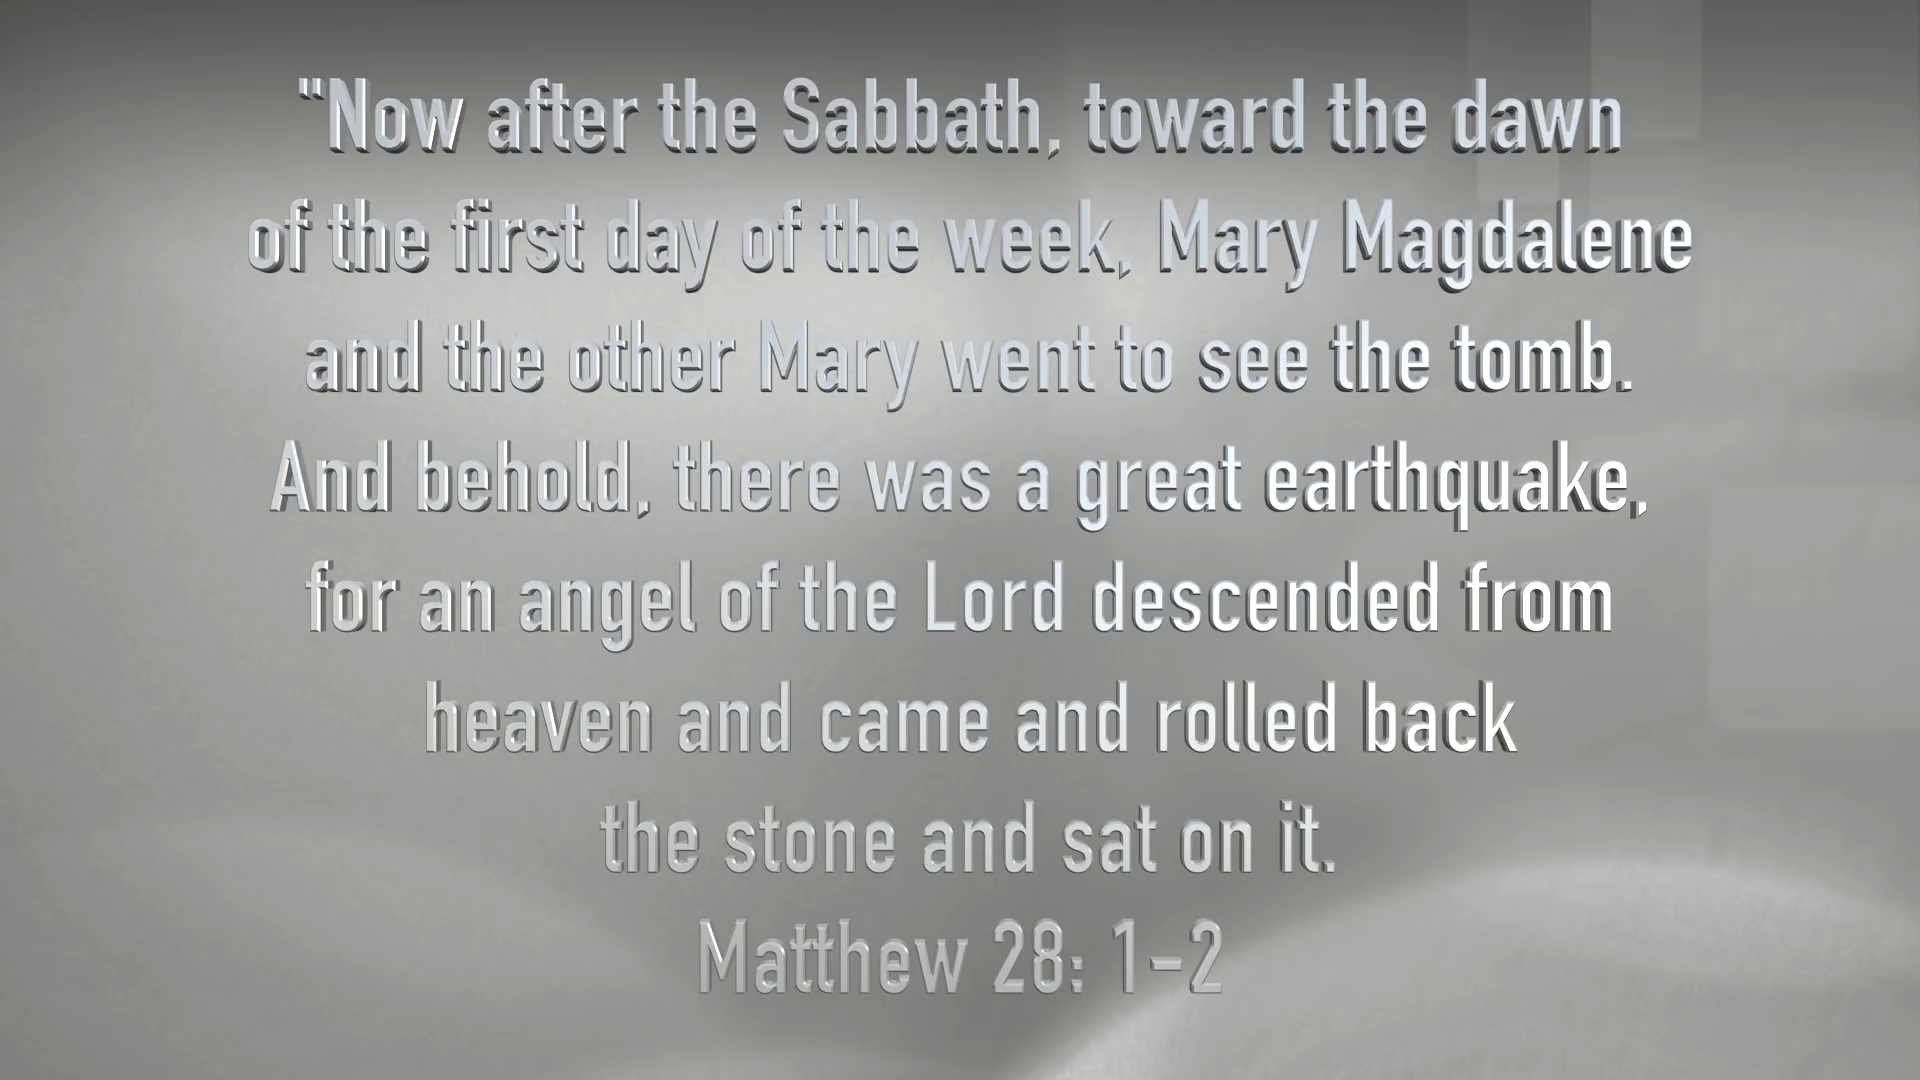 "Now after the Sabbath, toward the dawn
of the first day of the week, Mary Magdalene
and the other Mary went to see the tomb.
And behold, there was a great earthquake,
for an angel of the Lord descended from
heaven and came and rolled back
the stone and sat on it.
Matthew 28: 1-2